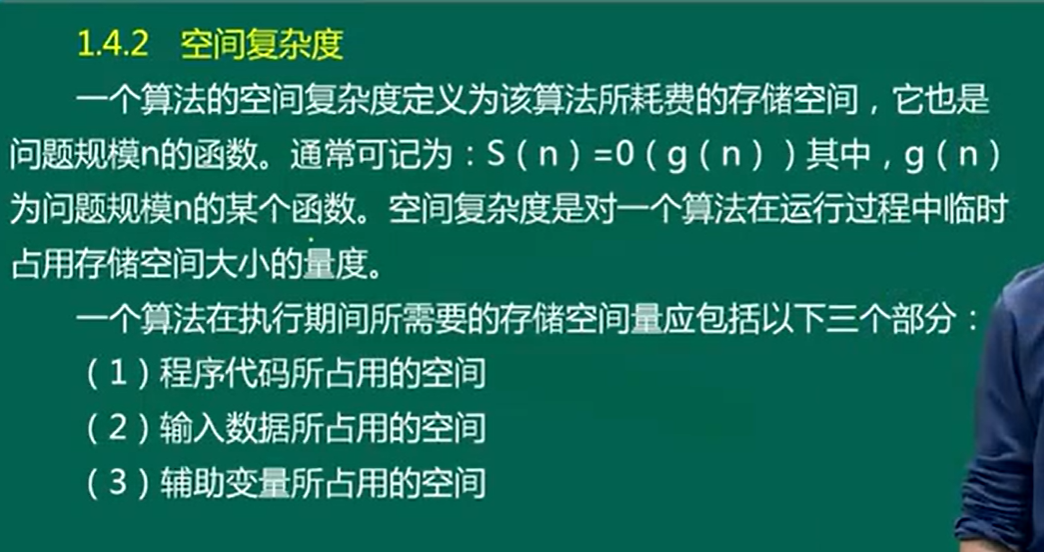 1.4.2 空间复杂度
一个算法的空间复杂度定义为该算法所耗费的存储空间，它也是
问题规模n的函数。通常可记为：S（n）=0（g（n））其中，g（n）
为问题规模n的某个函数。空间复杂度是对一个算法在运行过程中临时
占用存储空间大小的量度。
一个算法在执行期间所需要的存储空间量应包括以下三个部分：
（1）程序代码所占用的空间
（2）输入数据所占用的空间
（3）辅助变量所占用的空间